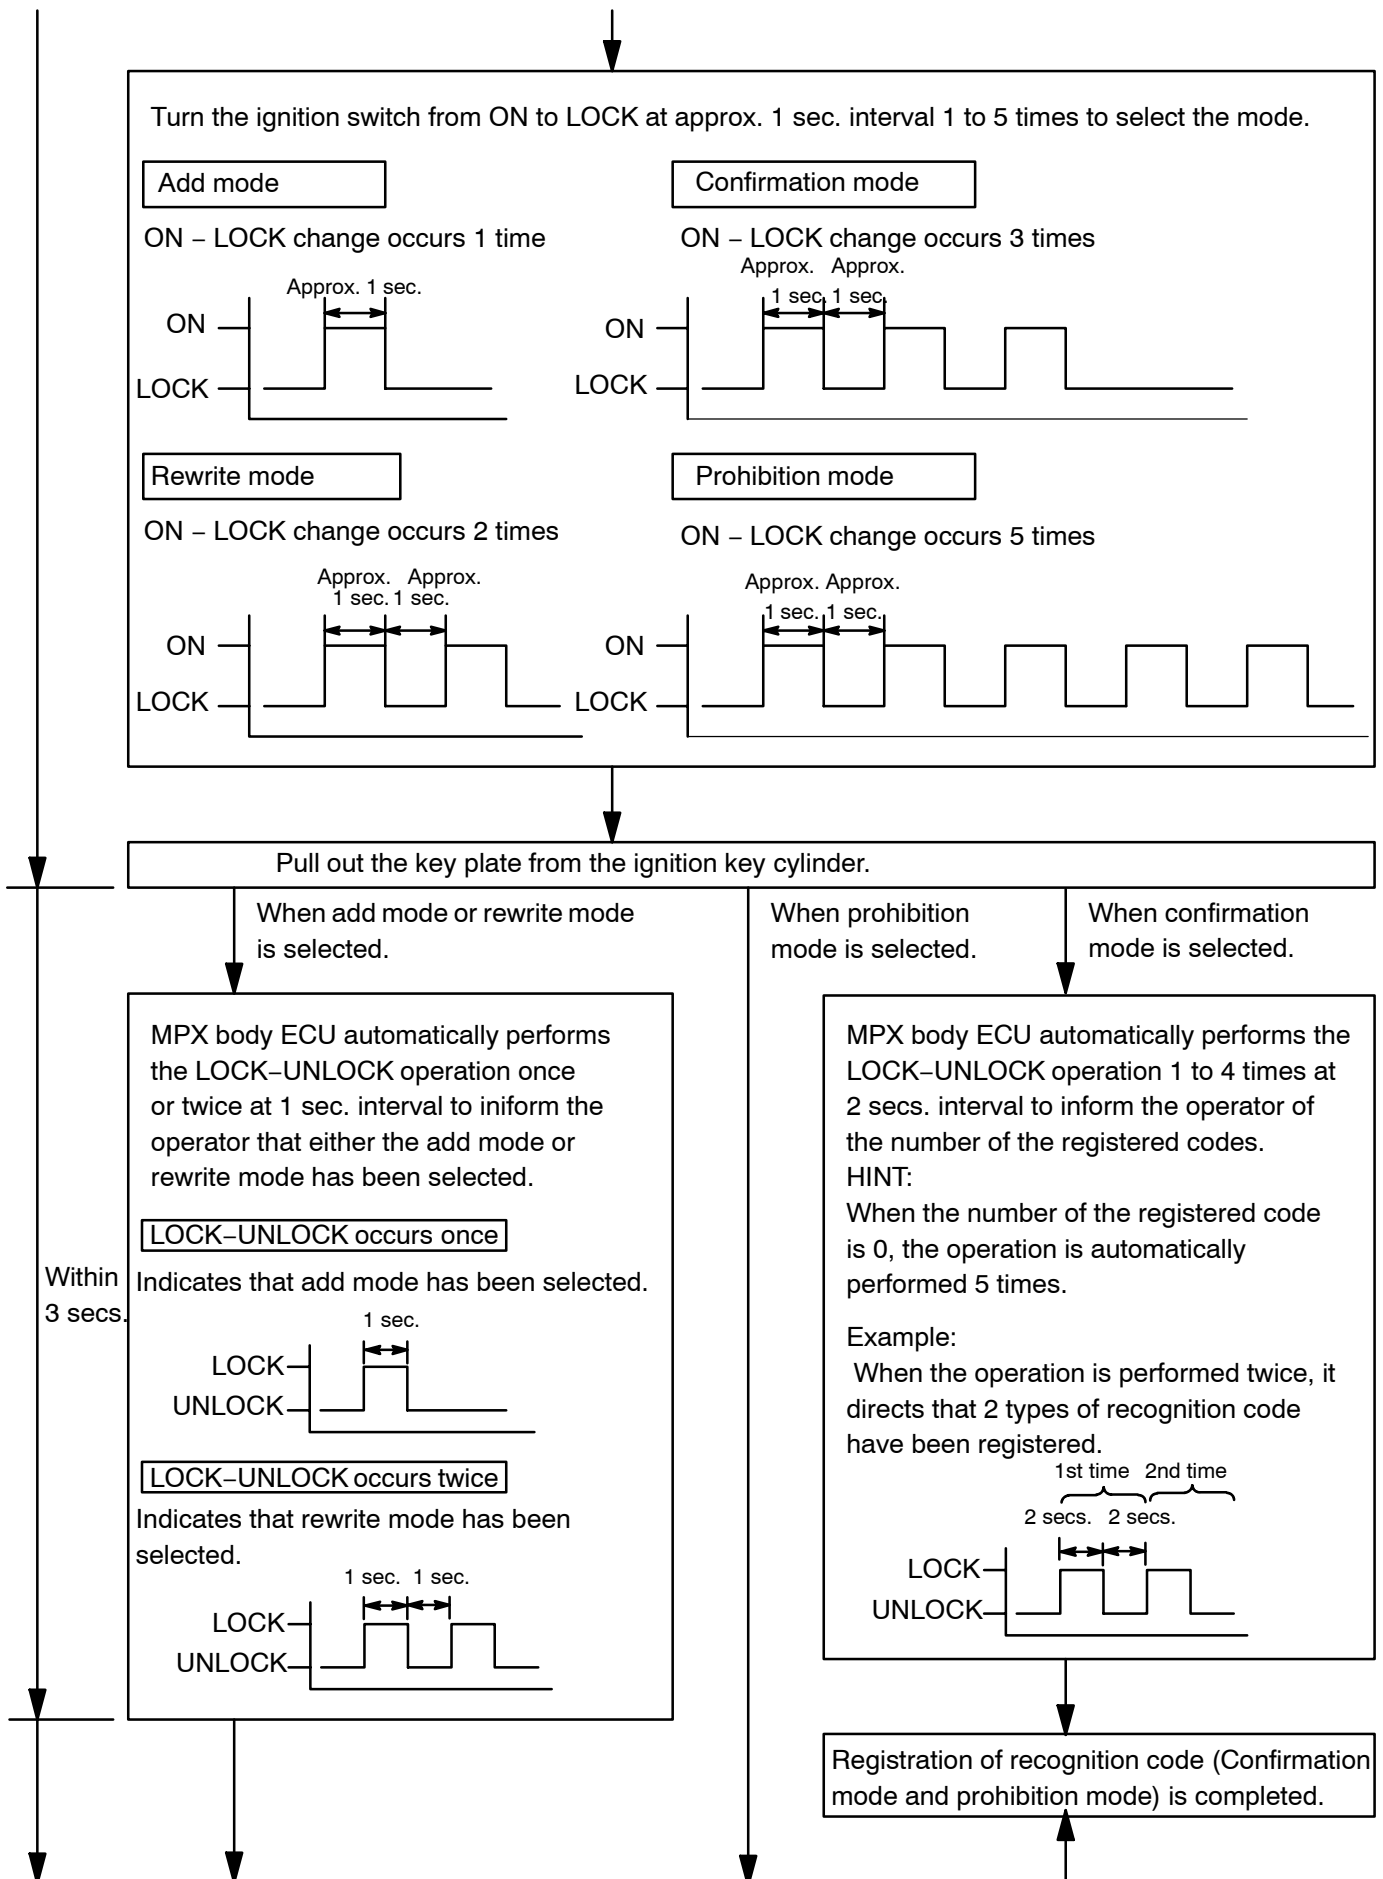 Turn the ignition switch from ON to LOCK at approx. 1 sec. interval 1 to 5 times to select the mode.
Add mode
ON – LOCK change occurs 1 time
Approx. 1 sec.
ON
LOCK
Confirmation mode
ON – LOCK change occurs 3 times
Approx. Approx.
1 sec. 1 sec.
ON
LOCK
Rewrite mode
ON – LOCK change occurs 2 times
Approx. Approx.
1 sec. 1 sec.
ON
LOCK
Prohibition mode
ON – LOCK change occurs 5 times
Approx. Approx.
1 sec. 1 sec.
ON
LOCK
Pull out the key plate from the ignition key cylinder.
When add mode or rewrite mode
is selected.
When prohibition
mode is selected.
When confirmation
mode is selected.
Within
3 secs.
MPX body ECU automatically performs
the LOCK–UNLOCK operation once
or twice at 1 sec. interval to iniform the
operator that either the add mode or
rewrite mode has been selected.
LOCK–UNLOCK occurs once
Indicates that add mode has been selected.
1 sec.
LOCK
UNLOCK
LOCK–UNLOCK occurs twice
Indicates that rewrite mode has been
selected.
1 sec. 1 sec.
LOCK
UNLOCK
MPX body ECU automatically performs the
LOCK–UNLOCK operation 1 to 4 times at
2 secs. interval to inform the operator of
the number of the registered codes.
HINT:
When the number of the registered code
is 0, the operation is automatically
performed 5 times.
Example:
When the operation is performed twice, it
directs that 2 types of recognition code
have been registered.
1st time 2nd time
2 secs. 2 secs.
LOCK
UNLOCK
Registration of recognition code (Confirmation
mode and prohibition mode) is completed.